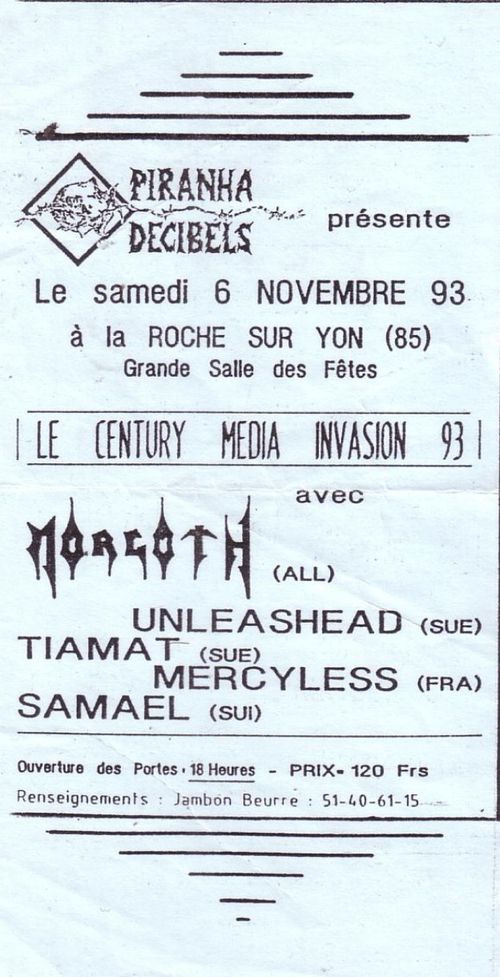 PIRANHA
DECIBELS
présente
Le samedi 6 NOVEMBRE 93
à la ROCHE SUR YON (85)
Grande Salle des Fêtes
LE CENTURY MEDIA INVASION 93
avec
MORGOTH (ALL)
UNLEASHEAD (SUE)
TIAMAT (SUE)
MERCYLESS (FRA)
SAMAEL (SUI)
Ouverture des Portes • 18 Heures - PRIX- 120 Frs
Renseignements : Jambon Beurre : 51-40-61-15